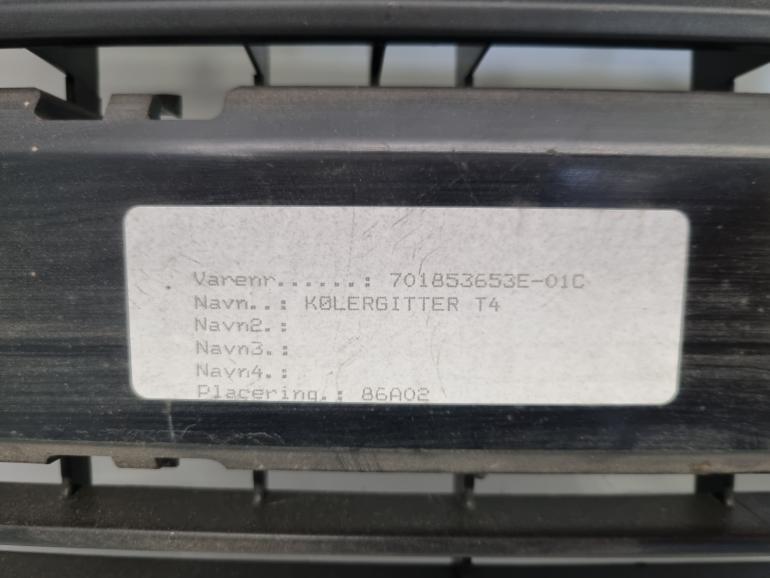 Varenr.......: 701853653E-01C
Navn..: KØLERGITTER T4
Navn2.:
Navn3.:
Navn4.:
Placering.: 86A02